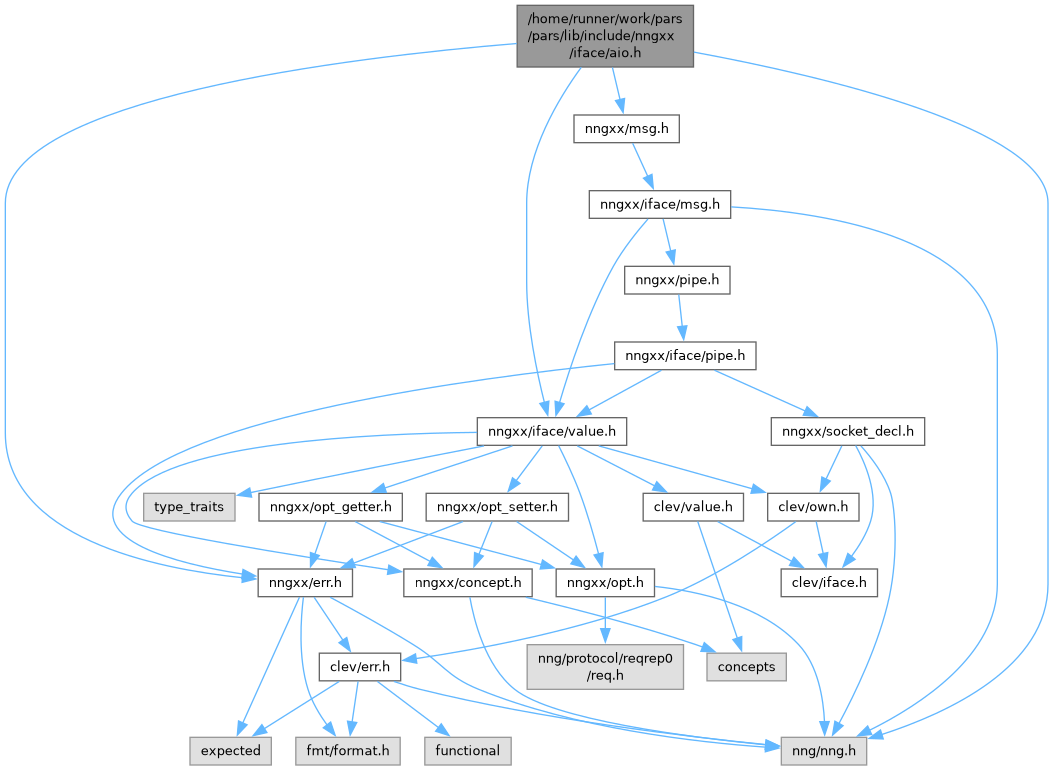 /home/runner/work/pars
/pars/lib/include/nngxx
/iface/aio.h
nngxx/msg.h
nngxx/iface/msg.h
nngxx/pipe.h
nngxx/iface/pipe.h
nngxx/iface/value.h
nngxx/socket_decl.h
type_traits
nngxx/opt_getter.h
nngxx/opt_setter.h
clev/value.h
clev/own.h
nngxx/err.h
nngxx/concept.h
nngxx/opt.h
clev/iface.h
clev/err.h
nng/protocol/reqrep0
/req.h
concepts
expected
fmt/format.h
functional
nng/nng.h